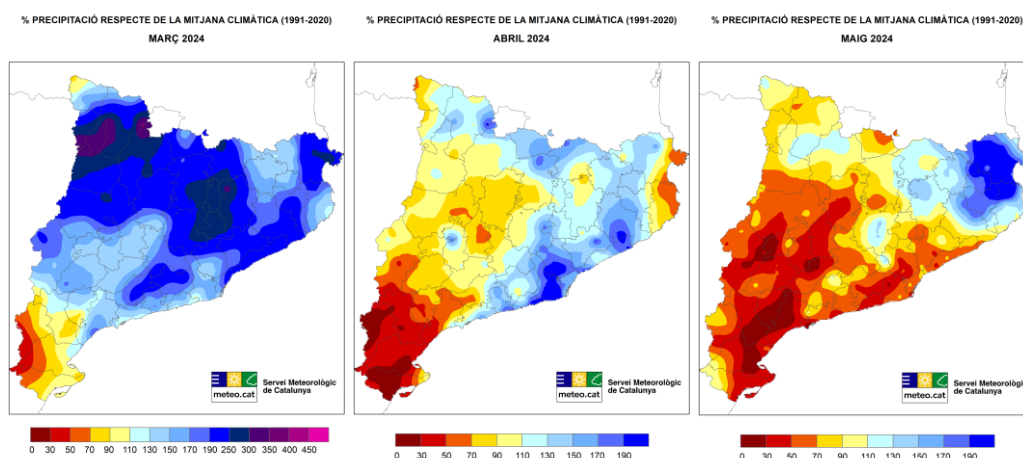 % PRECIPITACIÓ RESPECTE DE LA MITJANA CLIMÀTICA (1991-2020)
MARÇ 2024
meteo.cat
Servei Meteorològic
de Catalunya
0 30 50 70 90 110 130 150 170 190 250 300 350 400 450
% PRECIPITACIÓ RESPECTE DE LA MITJANA CLIMÀTICA (1991-2020)
ABRIL 2024
meteo.cat
Servei Meteorològic
de Catalunya
0 30 50 70 90 110 130 150 170 190
% PRECIPITACIÓ RESPECTE DE LA MITJANA CLIMÀTICA (1991-2020)
MAIG 2024
meteo.cat
Servei Meteorològic
de Catalunya
0 30 50 70 90 110 130 150 170 190